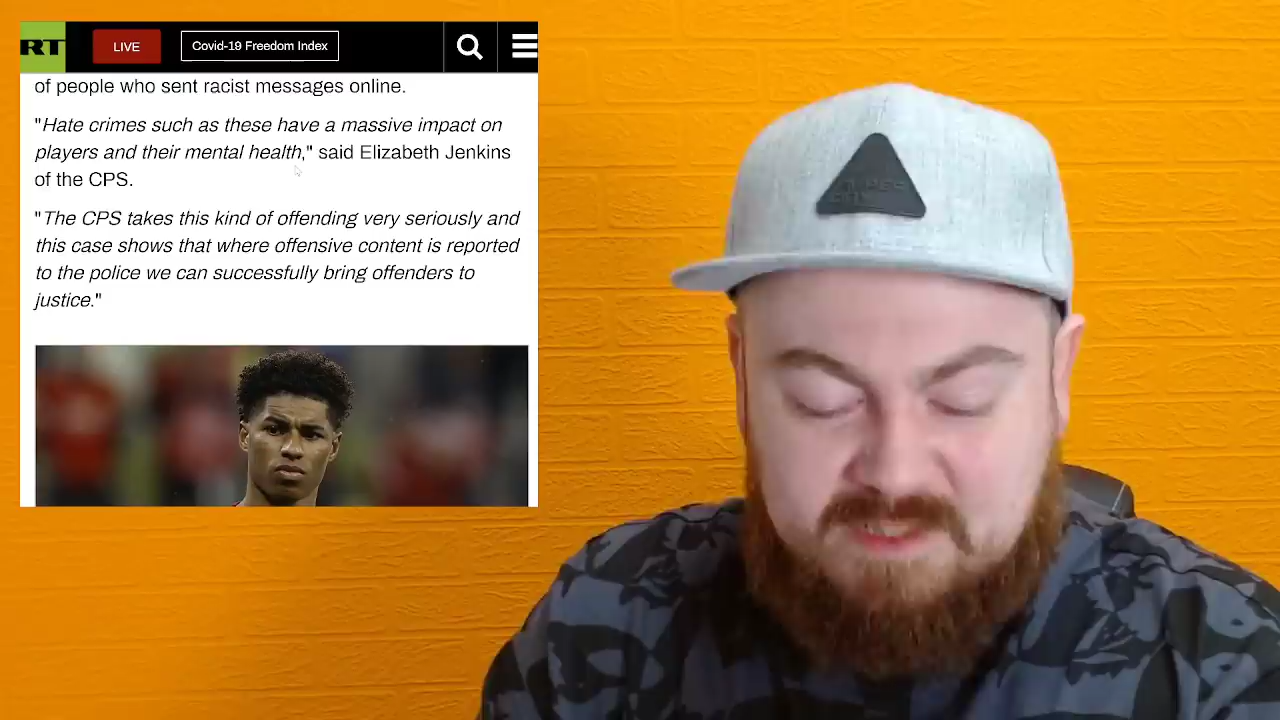 RT
LIVE
Covid-19 Freedom Index
of people who sent racist messages online.
"Hate crimes such as these have a massive impact on
players and their mental health," said Elizabeth Jenkins
of the CPS.
"The CPS takes this kind of offending very seriously and
this case shows that where offensive content is reported
to the police we can successfully bring offenders to
justice."